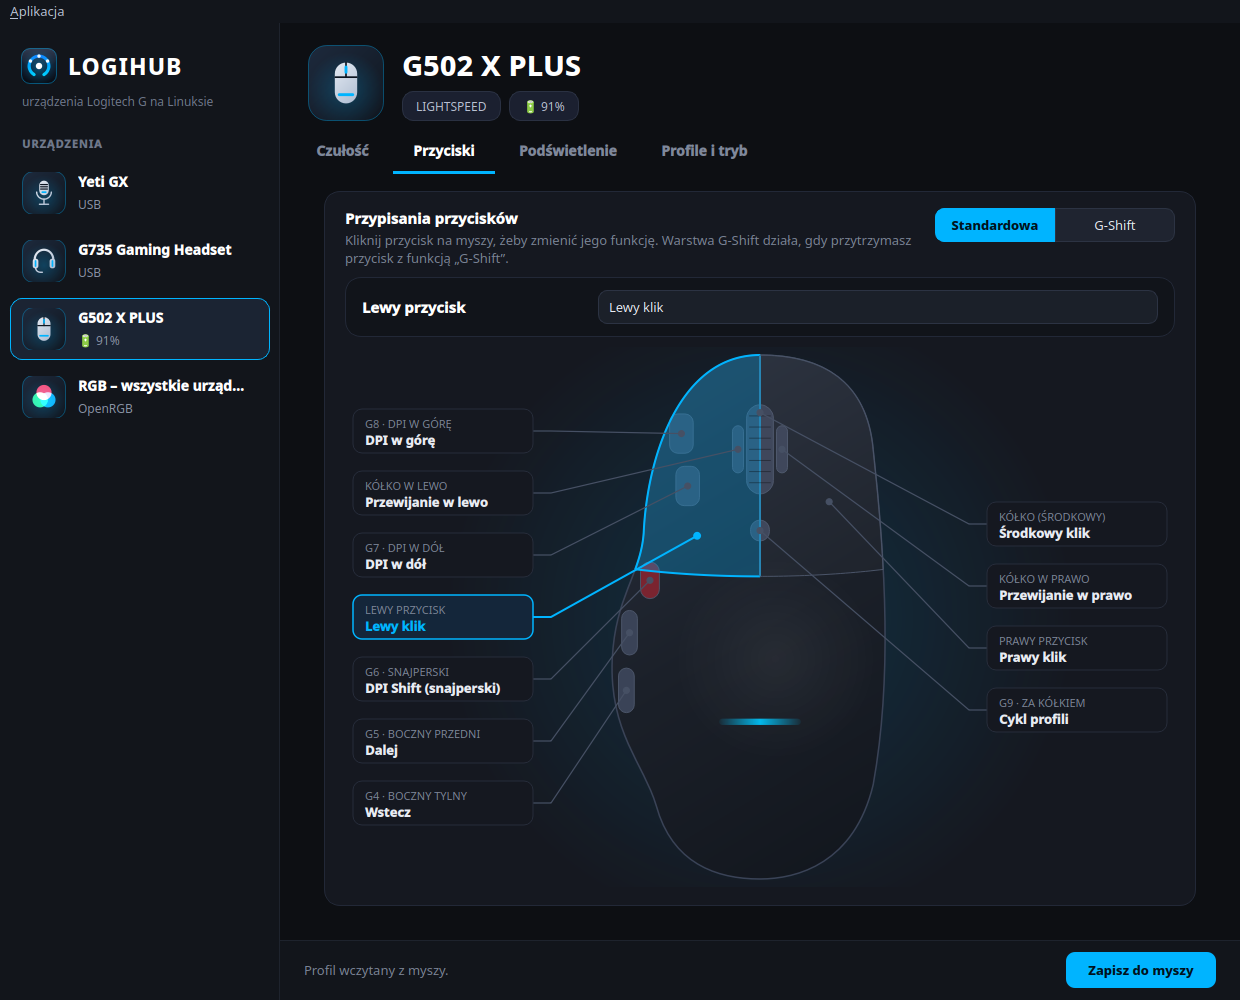 Aplikacja
LOGIHUB
urządzenia Logitech G na Linuksie
URZĄDZENIA
Yeti GX
USB
G735 Gaming Headset
USB
G502 X PLUS
91%
RGB – wszystkie urząd...
OpenRGB
G502 X PLUS
LIGHTSPEED
91%
Czułość
Przyciski
Podświetlenie
Profile i tryb
Przypisania przycisków
Kliknij przycisk na myszy, żeby zmienić jego funkcję. Warstwa G-Shift działa, gdy przytrzymasz
przycisk z funkcją „G-Shift”.
Standardowa
G-Shift
Lewy przycisk
Lewy klik
G8 · DPI W GÓRĘ
DPI w górę
KÓŁKO W LEWO
Przewijanie w lewo
G7 · DPI W DÓŁ
DPI w dół
LEWY PRZYCISK
Lewy klik
G6 · SNAJPERSKI
DPI Shift (snajperski)
G5 · BOCZNY PRZEDNI
Dalej
G4 · BOCZNY TYLNY
Wstecz
KÓŁKO (ŚRODKOWY)
Środkowy klik
KÓŁKO W PRAWO
Przewijanie w prawo
PRAWY PRZYCISK
Prawy klik
G9 · ZA KÓŁKIEM
Cykl profili
Profil wczytany z myszy.
Zapisz do myszy